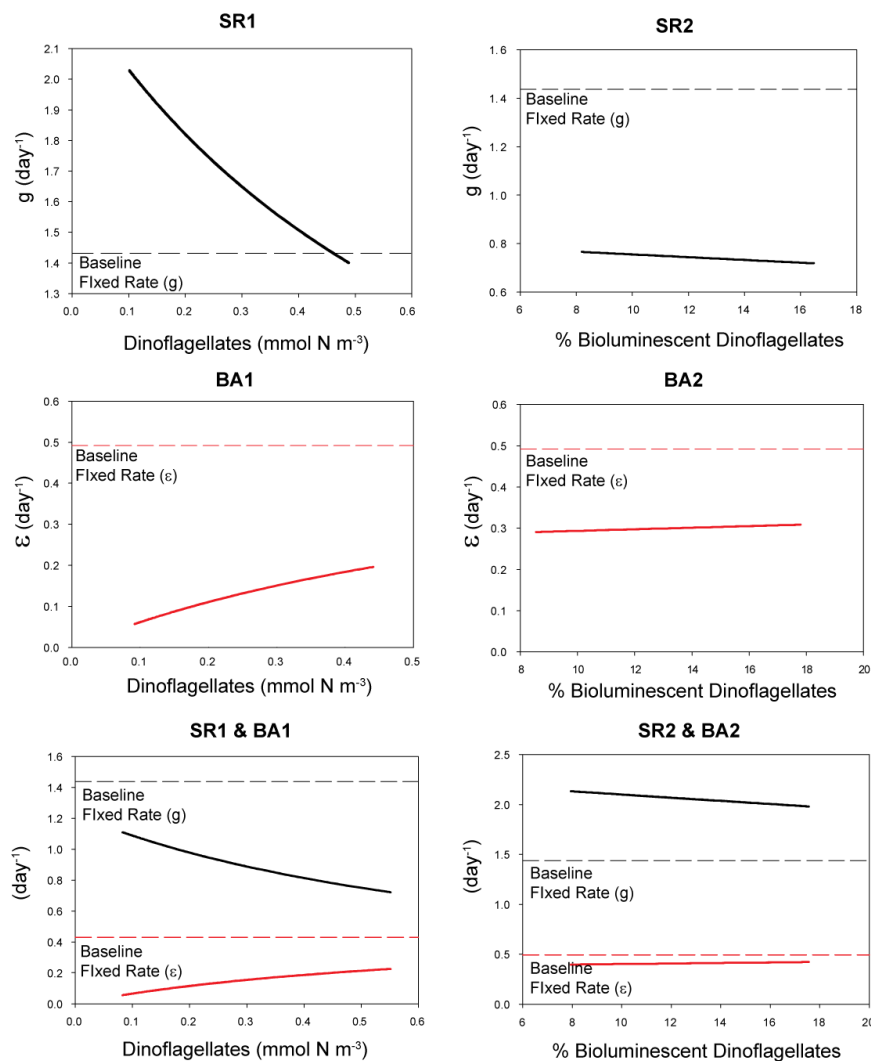 SR1
2.1
2.0
1.9
1.8
1.7
1.6
1.5
1.4
1.3
g (day-1)
Baseline
FIxed Rate (g)
0.0 0.1 0.2 0.3 0.4 0.5 0.6
Dinoflagellates (mmol N m-3)
SR2
1.6
1.4
1.2
1.0
0.8
0.6
g (day-1)
Baseline
FIxed Rate (g)
6 8 10 12 14 16 18
% Bioluminescent Dinoflagellates
BA1
0.6
0.5
0.4
0.3
0.2
0.1
0.0
ε (day-1)
Baseline
FIxed Rate (ε)
0.0 0.1 0.2 0.3 0.4 0.5
Dinoflagellates (mmol N m-3)
BA2
0.6
0.5
0.4
0.3
0.2
0.1
0.0
ε (day-1)
Baseline
FIxed Rate (ε)
8 10 12 14 16 18 20
% Bioluminescent Dinoflagellates
SR1 & BA1
1.6
1.4
1.2
1.0
0.8
0.6
0.4
0.2
0.0
(day-1)
Baseline
FIxed Rate (g)
Baseline
FIxed Rate (ε)
0.0 0.1 0.2 0.3 0.4 0.5 0.6
Dinoflagellates (mmol N m-3)
SR2 & BA2
2.5
2.0
1.5
1.0
0.5
0.0
(day-1)
Baseline
FIxed Rate (g)
Baseline
FIxed Rate (ε)
6 8 10 12 14 16 18 20
% Bioluminescent Dinoflagellates